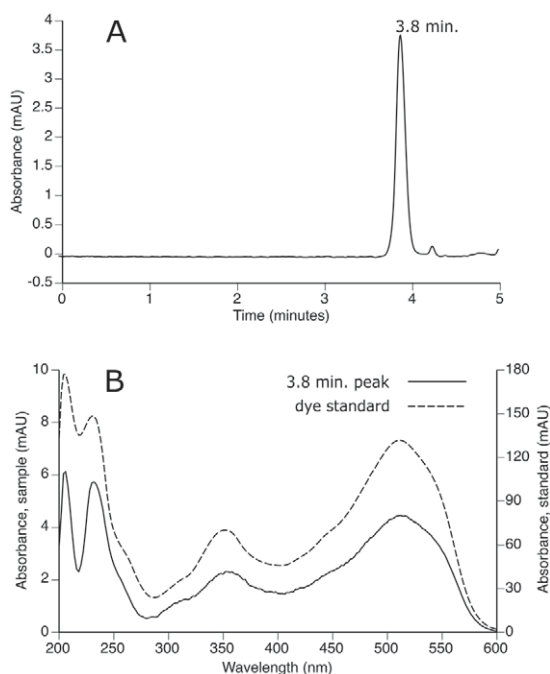 A
3.8 min.
4
3.5
3
2.5
2
1.5
1
0.5
0
-0.5
Absorbance (mAU)
0 1 2 3 4 5
Time (minutes)
B
3.8 min. peak
dye standard
10
8
6
4
2
0
Absorbance, sample (mAU)
180
150
120
90
60
30
0
Absorbance, standard (mAU)
200 250 300 350 400 450 500 550 600
Wavelength (nm)